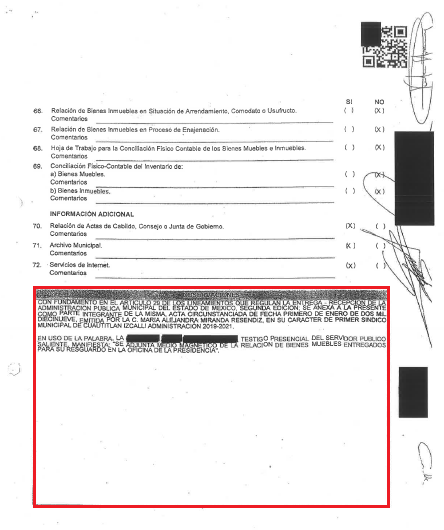 SI NO
66. Relación de Bienes Inmuebles en Situación de Arrendamiento, Comodato o Usufructo. ( ) (X)
Comentarios
67. Relación de Bienes Inmuebles en Proceso de Enajenación. ( ) (X)
Comentarios
68. Hoja de Trabajo para la Conciliación Físico Contable de los Bienes Muebles e Inmuebles. ( ) (X)
Comentarios
69. Conciliación Físico-Contable del Inventario de:
a) Bienes Muebles. ( ) (X)
Comentarios
b) Bienes Inmuebles. ( ) (X)
Comentarios
INFORMACIÓN ADICIONAL
70. Relación de Actas de Cabildo, Consejo o Junta de Gobierno. (X) ( )
Comentarios
71. Archivo Municipal. (X) ( )
Comentarios
72. Servicios de Internet. (X) ( )
Comentarios
CON FUNDAMENTO EN EL ARTICULO 29 DE LOS LINEAMIENTOS QUE REGULAN LA ENTREGA - RECEPCION DE LA
ADMINISTRACION PUBLICA MUNICIPAL DEL ESTADO DE MEXICO, SEGUNDA EDICION, SE ANEXA A LA PRESENTE
COMO PARTE INTEGRANTE DE LA MISMA, ACTA CIRCUNSTANCIADA DE FECHA PRIMERO DE ENERO DE DOS MIL
DIECINUEVE, EMITIDA POR LA C. MARIA ALEJANDRA MIRANDA RESENDIZ, EN SU CARACTER DE PRIMER SINDICO
MUNICIPAL DE CUAUTITLAN IZCALLI ADMINISTRACION 2019-2021.
EN USO DE LA PALABRA, LA TESTIGO PRESENCIAL DEL SERVIDOR PUBLICO
SALIENTE, MANIFIESTA: "SE ADJUNTA MEDIO MAGNETICO DE LA RELACION DE BIENES MUEBLES ENTREGADOS
PARA SU RESGUARDO EN LA OFICINA DE LA PRESIDENCIA".